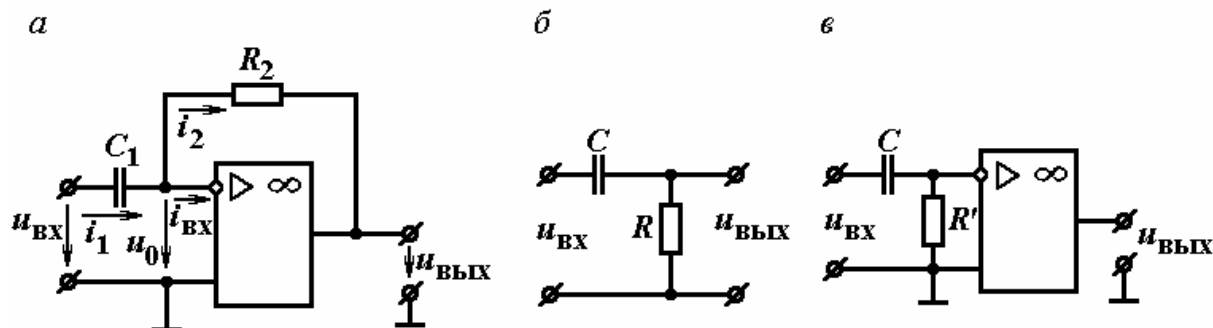 а
R₂
i₂
C₁
▷ ∞
uвх
i₁
u₀
iвх
uвых
б
C
uвх
R
uвых
в
C
▷ ∞
uвх
R'
uвых